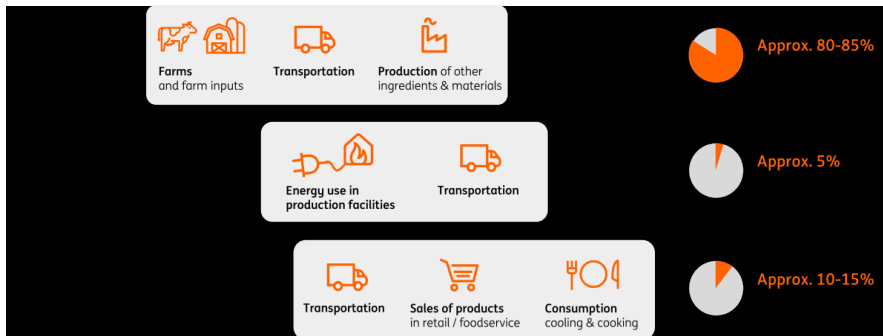 Farms
and farm inputs
Transportation
Production of other
ingredients & materials
Approx. 80-85%
Energy use in
production facilities
Transportation
Approx. 5%
Transportation
Sales of products
in retail / foodservice
Consumption
cooling & cooking
Approx. 10-15%